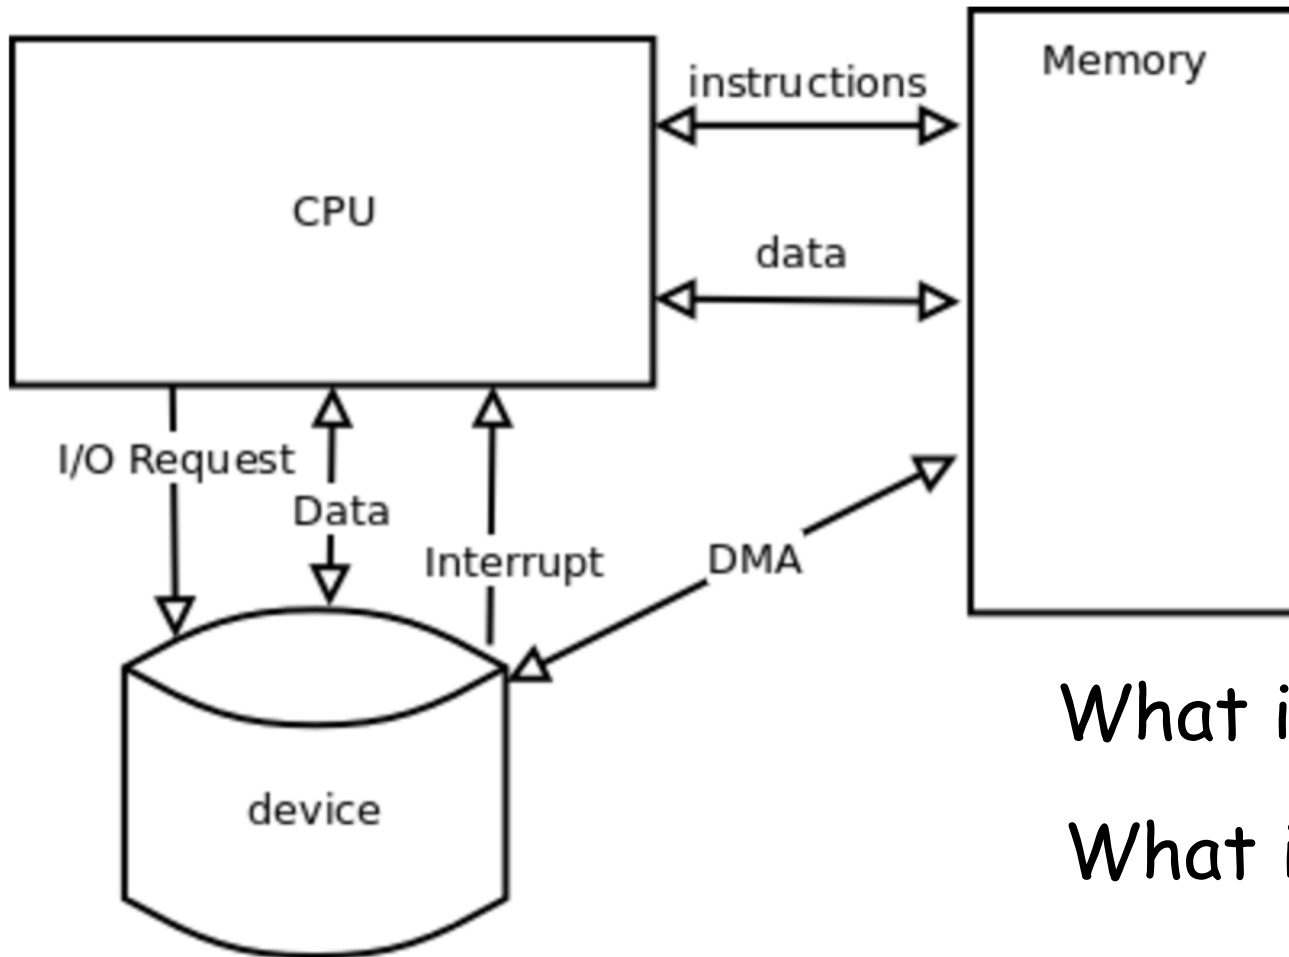 Memory
instructions
CPU
data
I/O Request
Data
Interrupt
DMA
What i
What i
device